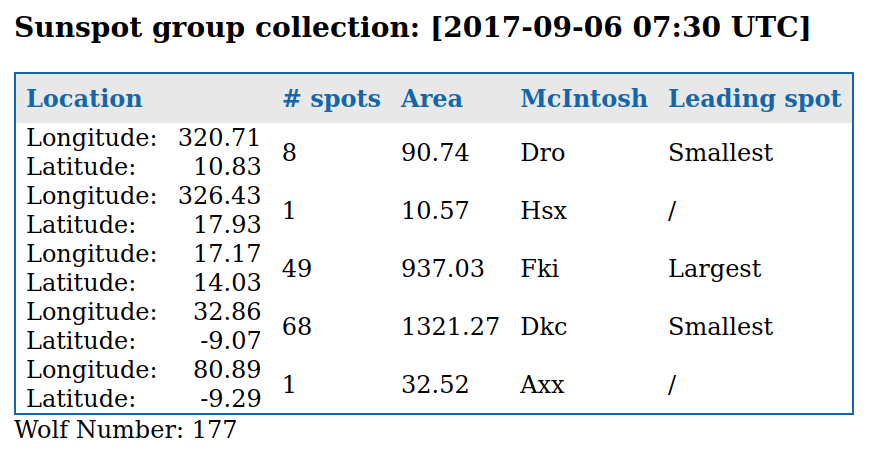 Sunspot group collection: [2017-09-06 07:30 UTC]
Location # spots Area McIntosh Leading spot
Longitude: 320.71
8 90.74 Dro Smallest
Latitude: 10.83
Longitude: 326.43
1 10.57 Hsx /
Latitude: 17.93
Longitude: 17.17
49 937.03 Fki Largest
Latitude: 14.03
Longitude: 32.86
68 1321.27 Dkc Smallest
Latitude: -9.07
Longitude: 80.89
1 32.52 Axx /
Latitude: -9.29
Wolf Number: 177